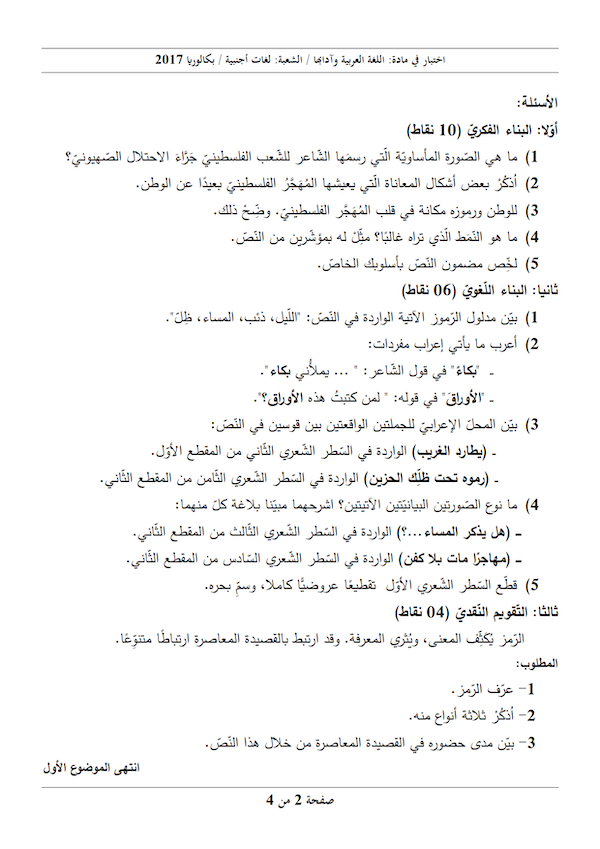 اختبار في مادة: اللغة العربية وآدابها / الشعبة: لغات أجنبية / بكالوريا 2017
الأسئلة:
أوّلا: البناء الفكريّ (10 نقاط)
1) ما هي الصّورة المأساويّة الّتي رسمَها الشّاعر للشّعب الفلسطينيّ جَرَّاءَ الاحتلال الصّهيونيّ؟
2) اُذكُرْ بعض أشكال المعاناة الّتي يعيشها المُهَجَّرُ الفلسطينيّ بعيدًا عن الوطن.
3) للوطن ورموزه مكانة في قلب المُهَجَّر الفلسطينيّ. وضِّحْ ذلك.
4) ما هو النّمَط الّذي تراه غالبًا؟ مثِّلْ له بمؤشّرين من النّصّ.
5) لخِّص مضمون النّصّ بأسلوبك الخاصّ.
ثانيا: البناء اللّغويّ (06 نقاط)
1) بيّن مدلول الرّموز الآتية الواردة في النّصّ: "اللّيل، ذئب، المساء، ظِلّ".
2) أعرب ما يأتي إعراب مفردات:
ـ "بكاءً" في قول الشّاعر: " ... يملأُني بكاء".
ـ "الأوراق" في قوله: " لمن كتبتُ هذه الأوراق؟".
3) بيّن المحلّ الإعرابيّ للجملتين الواقعتين بين قوسين في النّصّ:
ـ (يطارد الغريب) الواردة في السّطر الشّعري الثّاني من المقطع الأوّل.
ـ (رموه تحت ظلّك الحزين) الواردة في السّطر الشّعري الثّامن من المقطع الثّاني.
4) ما نوع الصّورتين البيانيّتين الآتيتين؟ اشرحهما مبيّنا بلاغة كلّ منهما:
ـ (هل يذكر المساء...؟) الواردة في السّطر الشّعري الثّالث من المقطع الثّاني.
ـ (مهاجرًا مات بلا كفن) الواردة في السّطر الشّعري السّادس من المقطع الثّاني.
5) قطّع السّطر الشّعري الأوّل تقطيعًا عروضيًّا كاملا، وسمِّ بحره.
ثالثا: التّقويم النّقديّ (04 نقاط)
الرّمز يُكَثِّف المعنى، ويُثري المعرفة. وقد ارتبط بالقصيدة المعاصرة ارتباطًا متنوّعًا.
المطلوب:
1- عرّف الرّمز.
2- اُذكُرْ ثلاثة أنواع منه.
3- بيّن مدى حضوره في القصيدة المعاصرة من خلال هذا النّصّ.
انتهى الموضوع الأول
صفحة 2 من 4